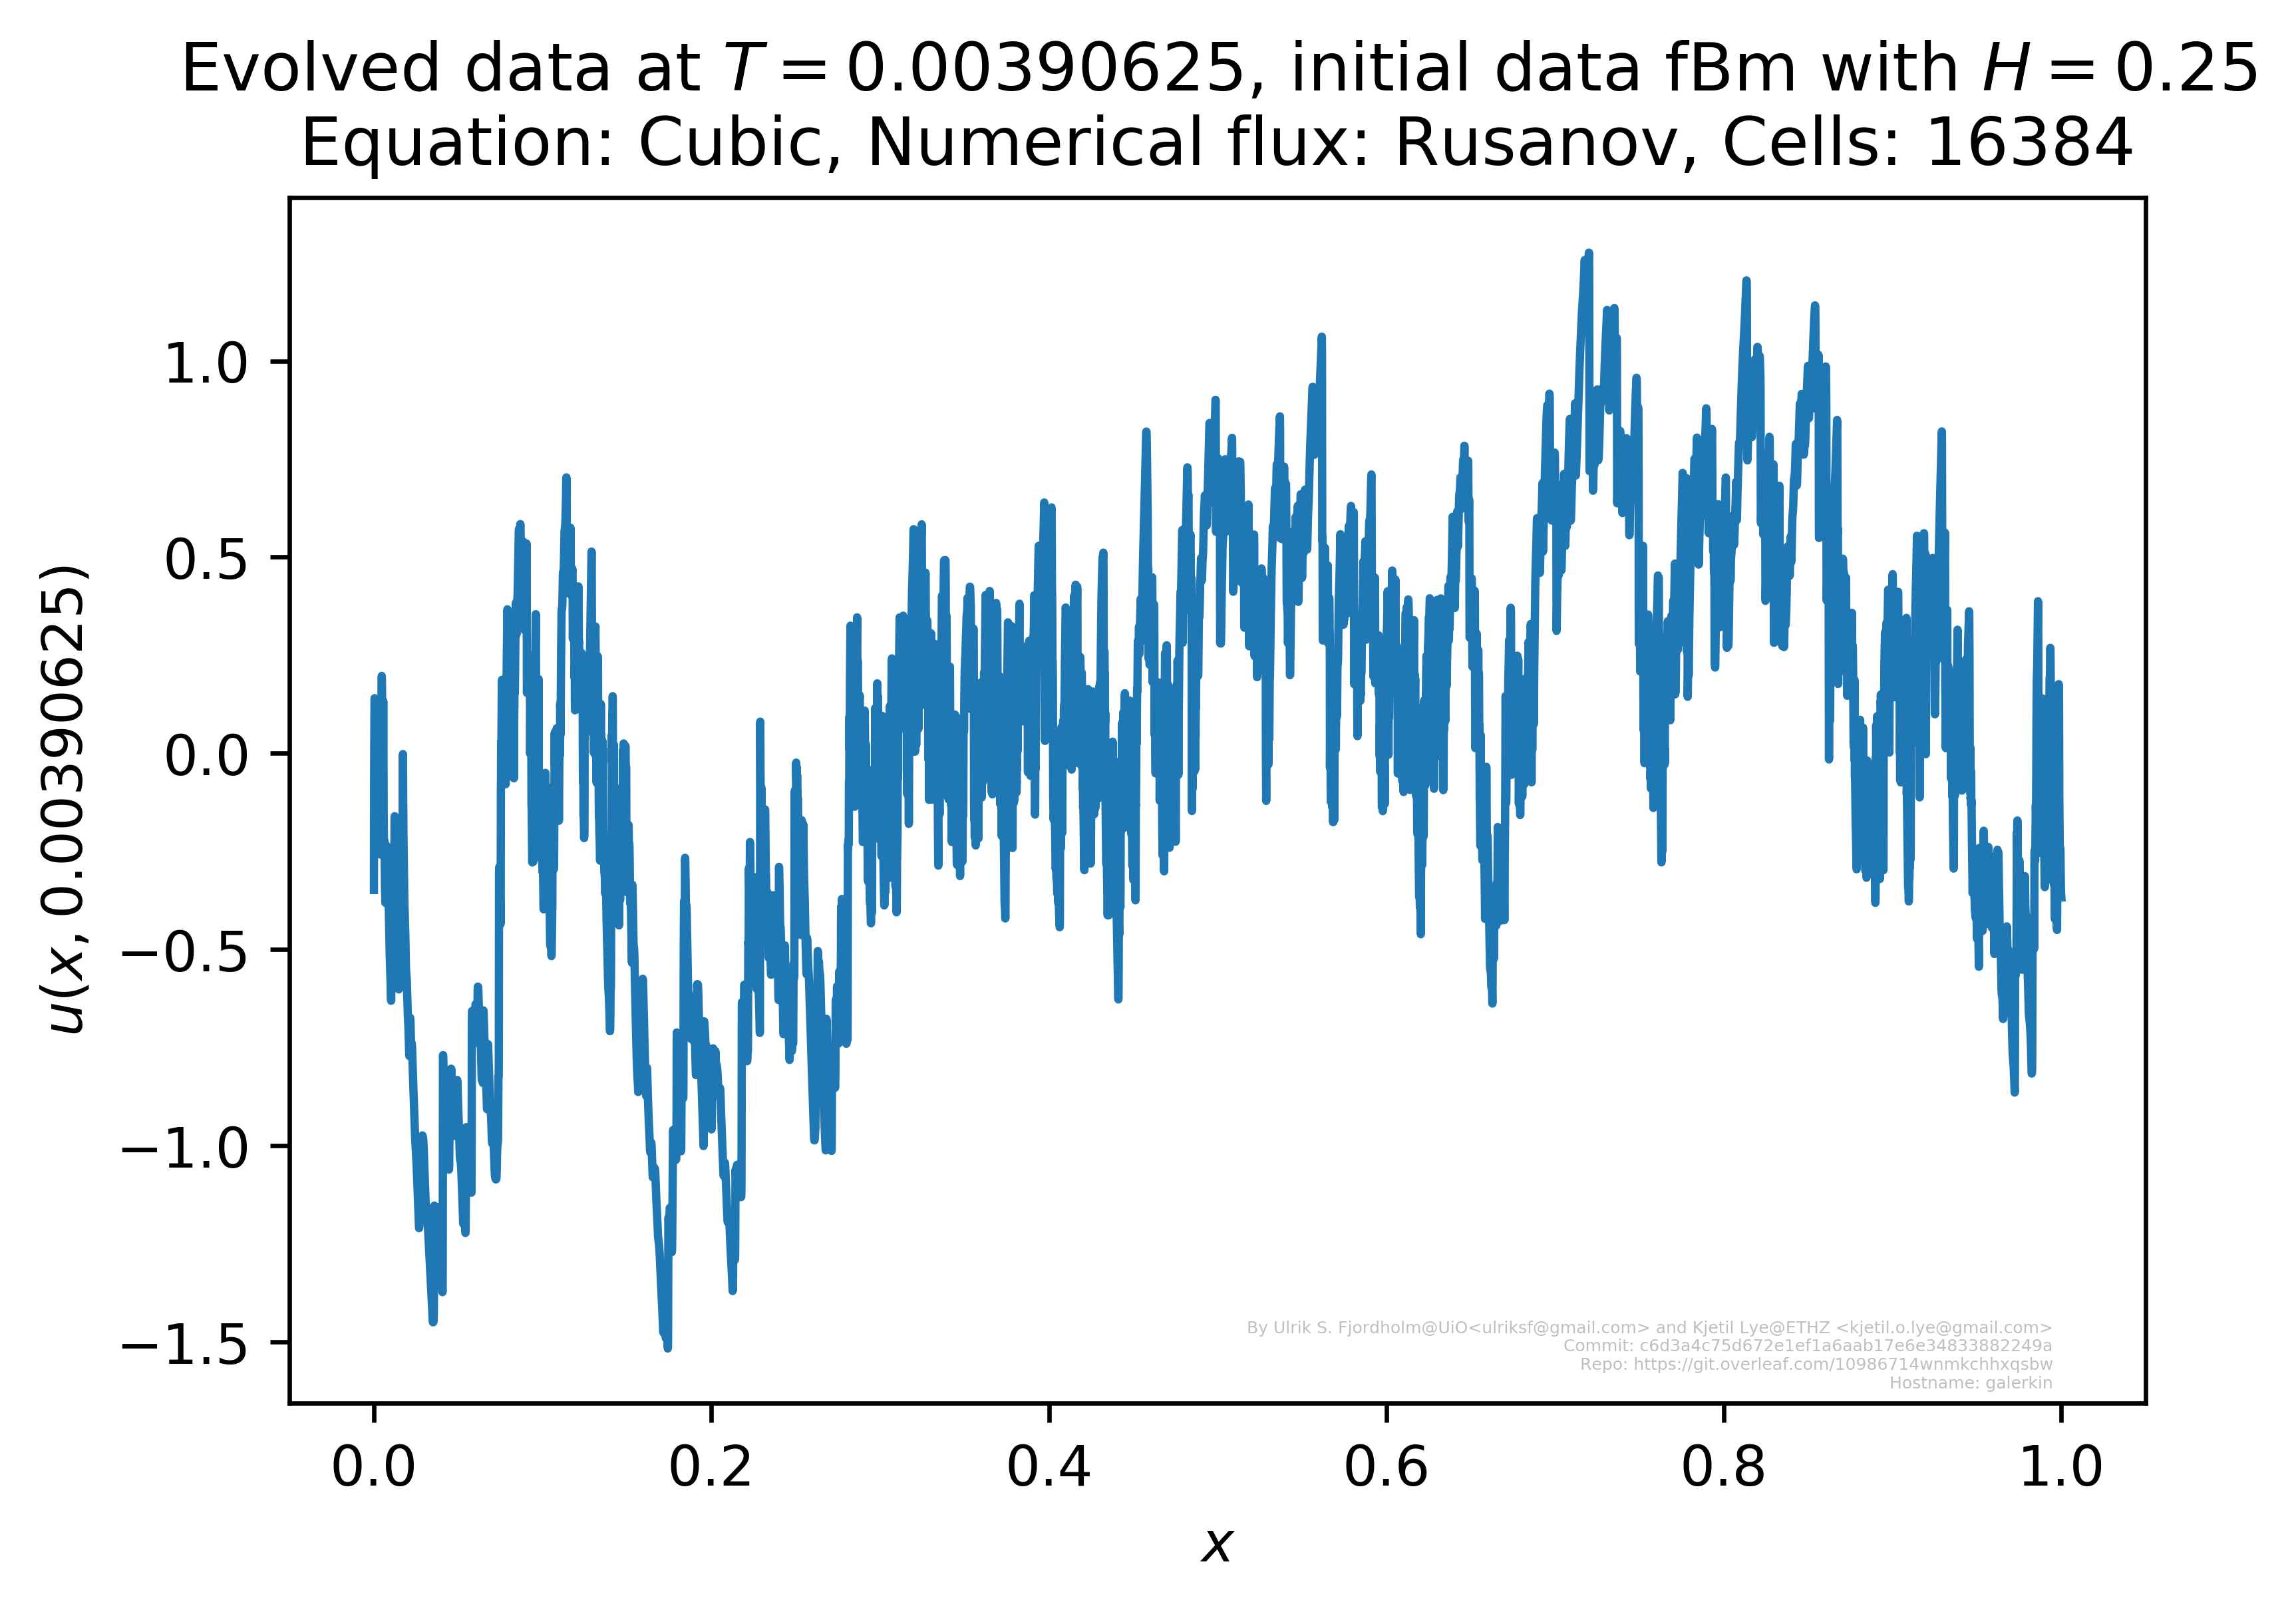 Evolved data at T = 0.00390625, initial data fBm with H = 0.25
Equation: Cubic, Numerical flux: Rusanov, Cells: 16384
u(x, 0.00390625)
1.0
0.5
0.0
−0.5
−1.0
−1.5
By Ulrik S. Fjordholm@UiO<ulriksf@gmail.com> and Kjetil Lye@ETHZ <kjetil.o.lye@gmail.com>
Commit: c6d3a4c75d672e1ef1a6aab17e6e34833882249a
Repo: https://git.overleaf.com/10986714wnmkchhxqsbw
Hostname: galerkin
0.0 0.2 0.4 0.6 0.8 1.0
x